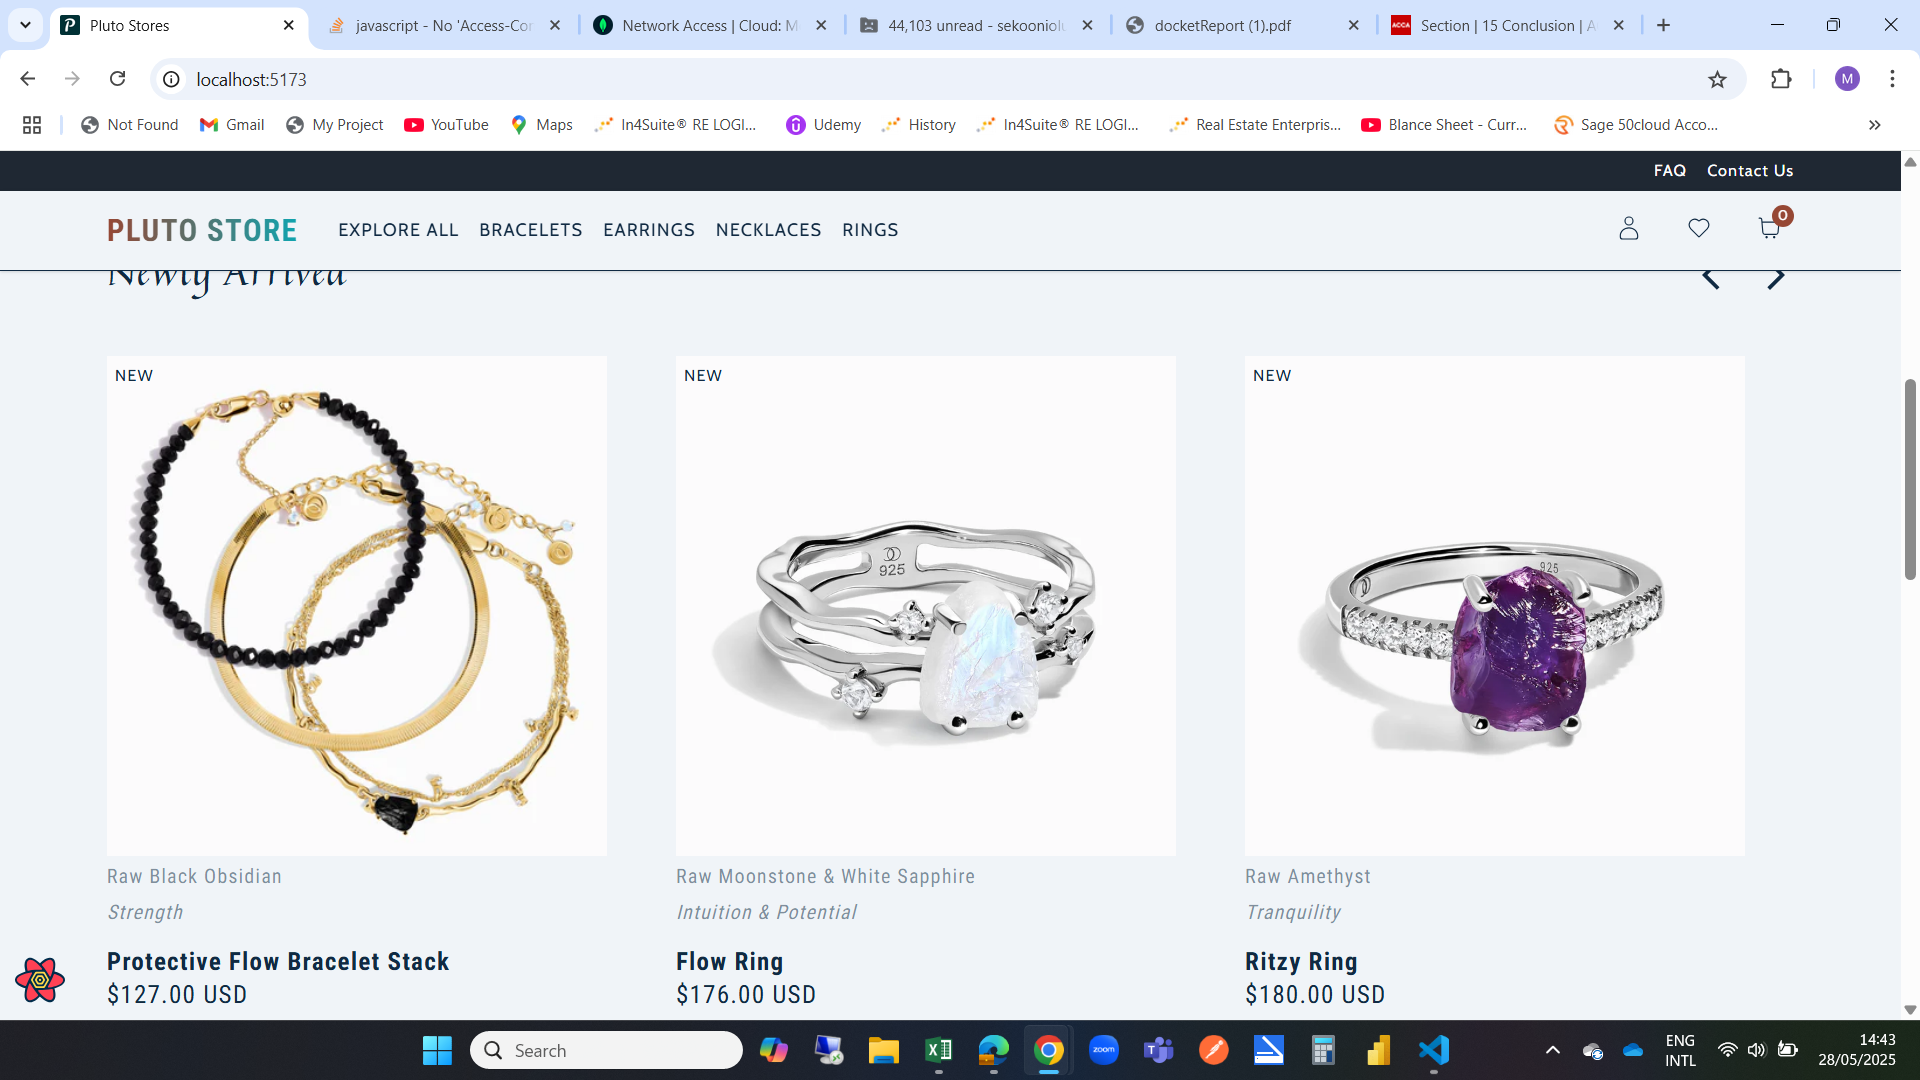 Pluto Stores
javascript - No 'Access-Cor
Network Access | Cloud: M
44,103 unread - sekooniolu
docketReport (1).pdf
ACCA
Section | 15 Conclusion | A
localhost:5173
M
Not Found
Gmail
My Project
YouTube
Maps
In4Suite® RE LOGI...
Udemy
History
In4Suite® RE LOGI...
Real Estate Enterpris...
Blance Sheet - Curr...
Sage 50cloud Acco...
FAQ
Contact Us
PLUTO STORE
EXPLORE ALL
BRACELETS
EARRINGS
NECKLACES
RINGS
0
Newly Arrived
NEW
NEW
NEW
925
925
Raw Black Obsidian
Strength
Protective Flow Bracelet Stack
$127.00 USD
Raw Moonstone & White Sapphire
Intuition & Potential
Flow Ring
$176.00 USD
Raw Amethyst
Tranquility
Ritzy Ring
$180.00 USD
Search
zoom
ENG
INTL
14:43
28/05/2025